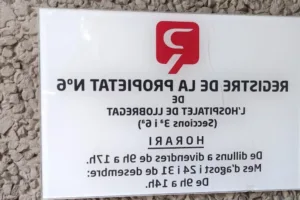 REGISTRE DE LA PROPIETAT Nº6
DE
L'HOSPITALET DE LLOBREGAT
(Seccions 3ª i 6ª)
HORARI
De dilluns a divendres de 9h a 17h.
Mes d'agost i 24 i 31 de desembre:
De 9h a 14h.